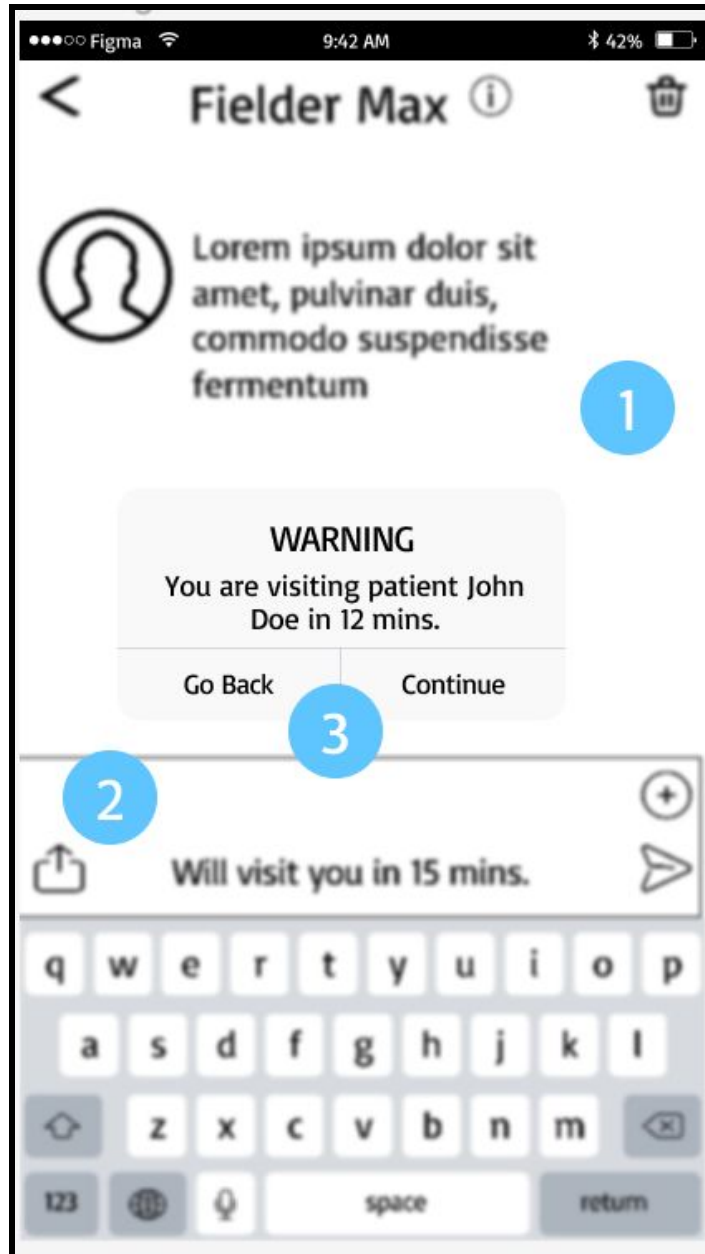 Figma 9:42 AM 42%
Fielder Max
Lorem ipsum dolor sit
amet, pulvinar duis,
commodo suspendisse
fermentum
1
WARNING
You are visiting patient John
Doe in 12 mins.
Go Back Continue
3
2
Will visit you in 15 mins.
q w e r t y u i o p
a s d f g h j k l
z x c v b n m
123 space return